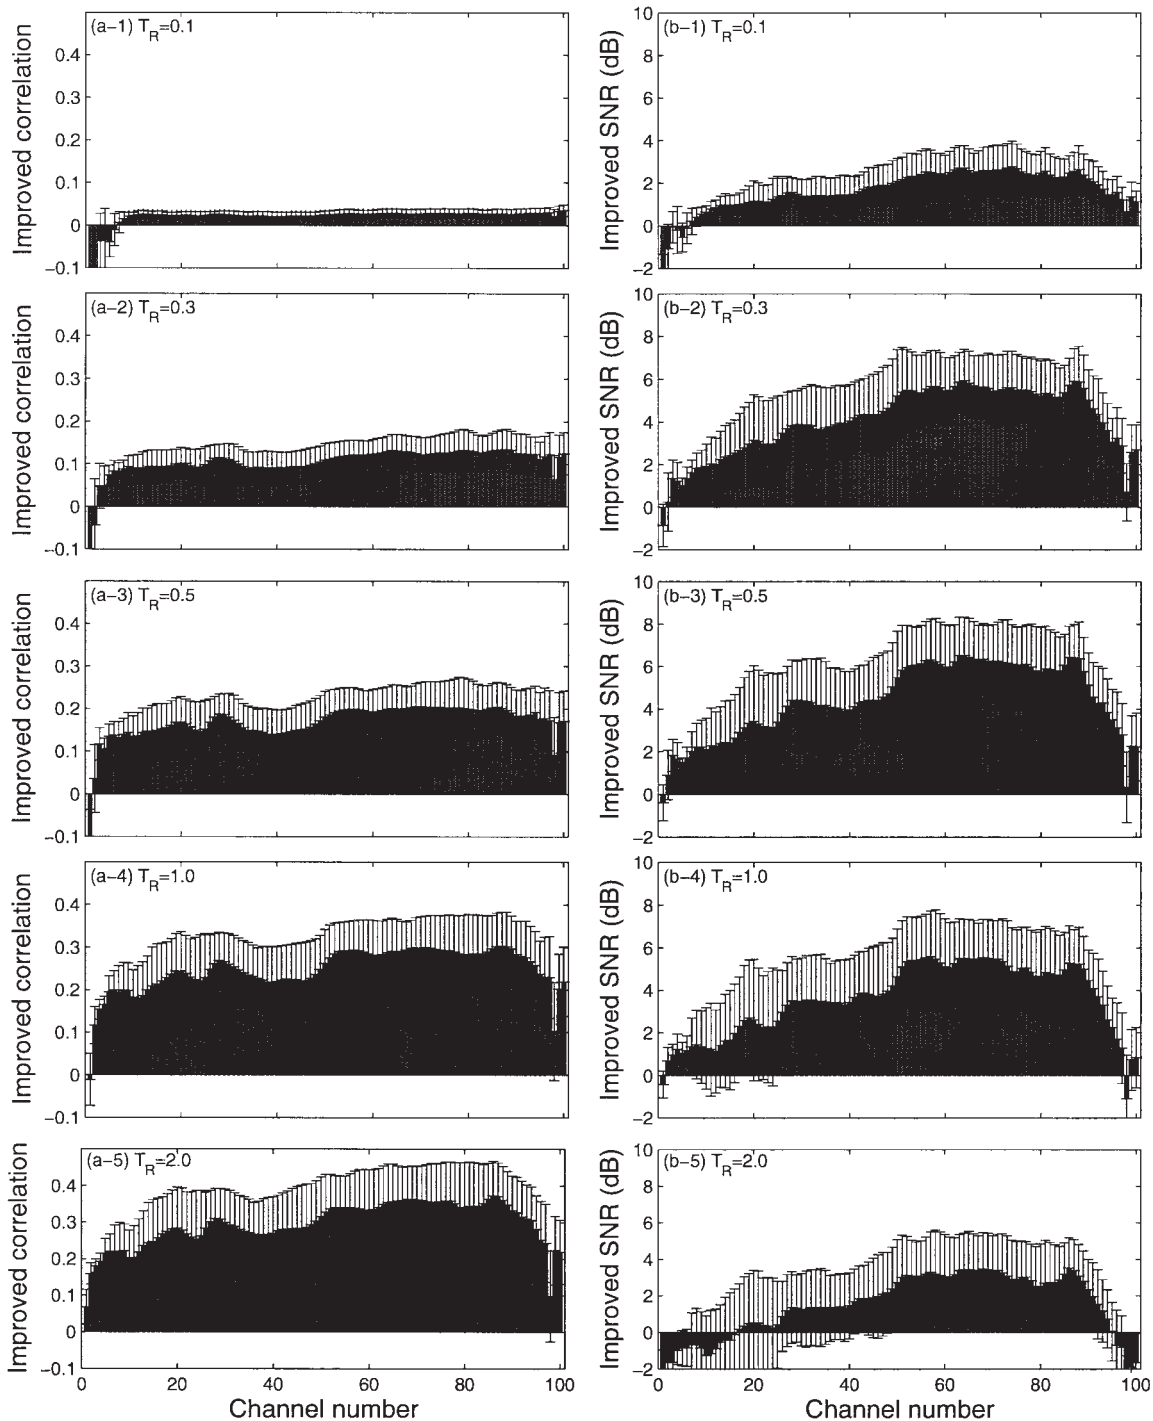 (a−1) T_R=0.1
Improved correlation
0.4
0.3
0.2
0.1
0
−0.1
(b−1) T_R=0.1
Improved SNR (dB)
10
8
6
4
2
0
−2
(a−2) T_R=0.3
Improved correlation
0.4
0.3
0.2
0.1
0
−0.1
(b−2) T_R=0.3
Improved SNR (dB)
10
8
6
4
2
0
−2
(a−3) T_R=0.5
Improved correlation
0.4
0.3
0.2
0.1
0
−0.1
(b−3) T_R=0.5
Improved SNR (dB)
10
8
6
4
2
0
−2
(a−4) T_R=1.0
Improved correlation
0.4
0.3
0.2
0.1
0
−0.1
(b−4) T_R=1.0
Improved SNR (dB)
10
8
6
4
2
0
−2
(a−5) T_R=2.0
Improved correlation
0.4
0.3
0.2
0.1
0
−0.1
0 20 40 60 80 100
Channel number
(b−5) T_R=2.0
Improved SNR (dB)
10
8
6
4
2
0
−2
0 20 40 60 80 100
Channel number